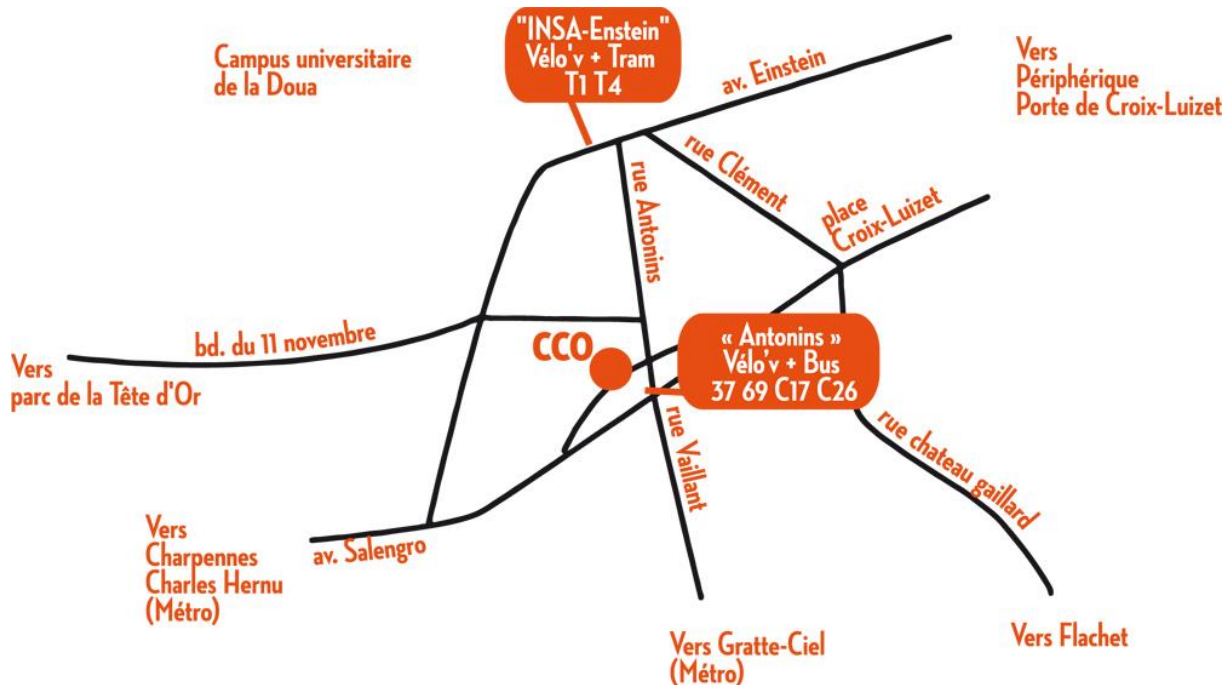 "INSA-Enstein"
Vélo'v + Tram
T1 T4
Campus universitaire
de la Doua
av. Einstein
Vers
Périphérique
Porte de Croix-Luizet
rue Clément
rue Antonins
place
Croix-Luizet
bd. du 11 novembre
CCO
« Antonins »
Vélo'v + Bus
37 69 C17 C26
Vers
parc de la Tête d'Or
rue Vaillant
rue chateau gaillard
Vers
Charpennes
Charles Hernu
(Métro)
av. Salengro
Vers Gratte-Ciel
(Métro)
Vers Flachet